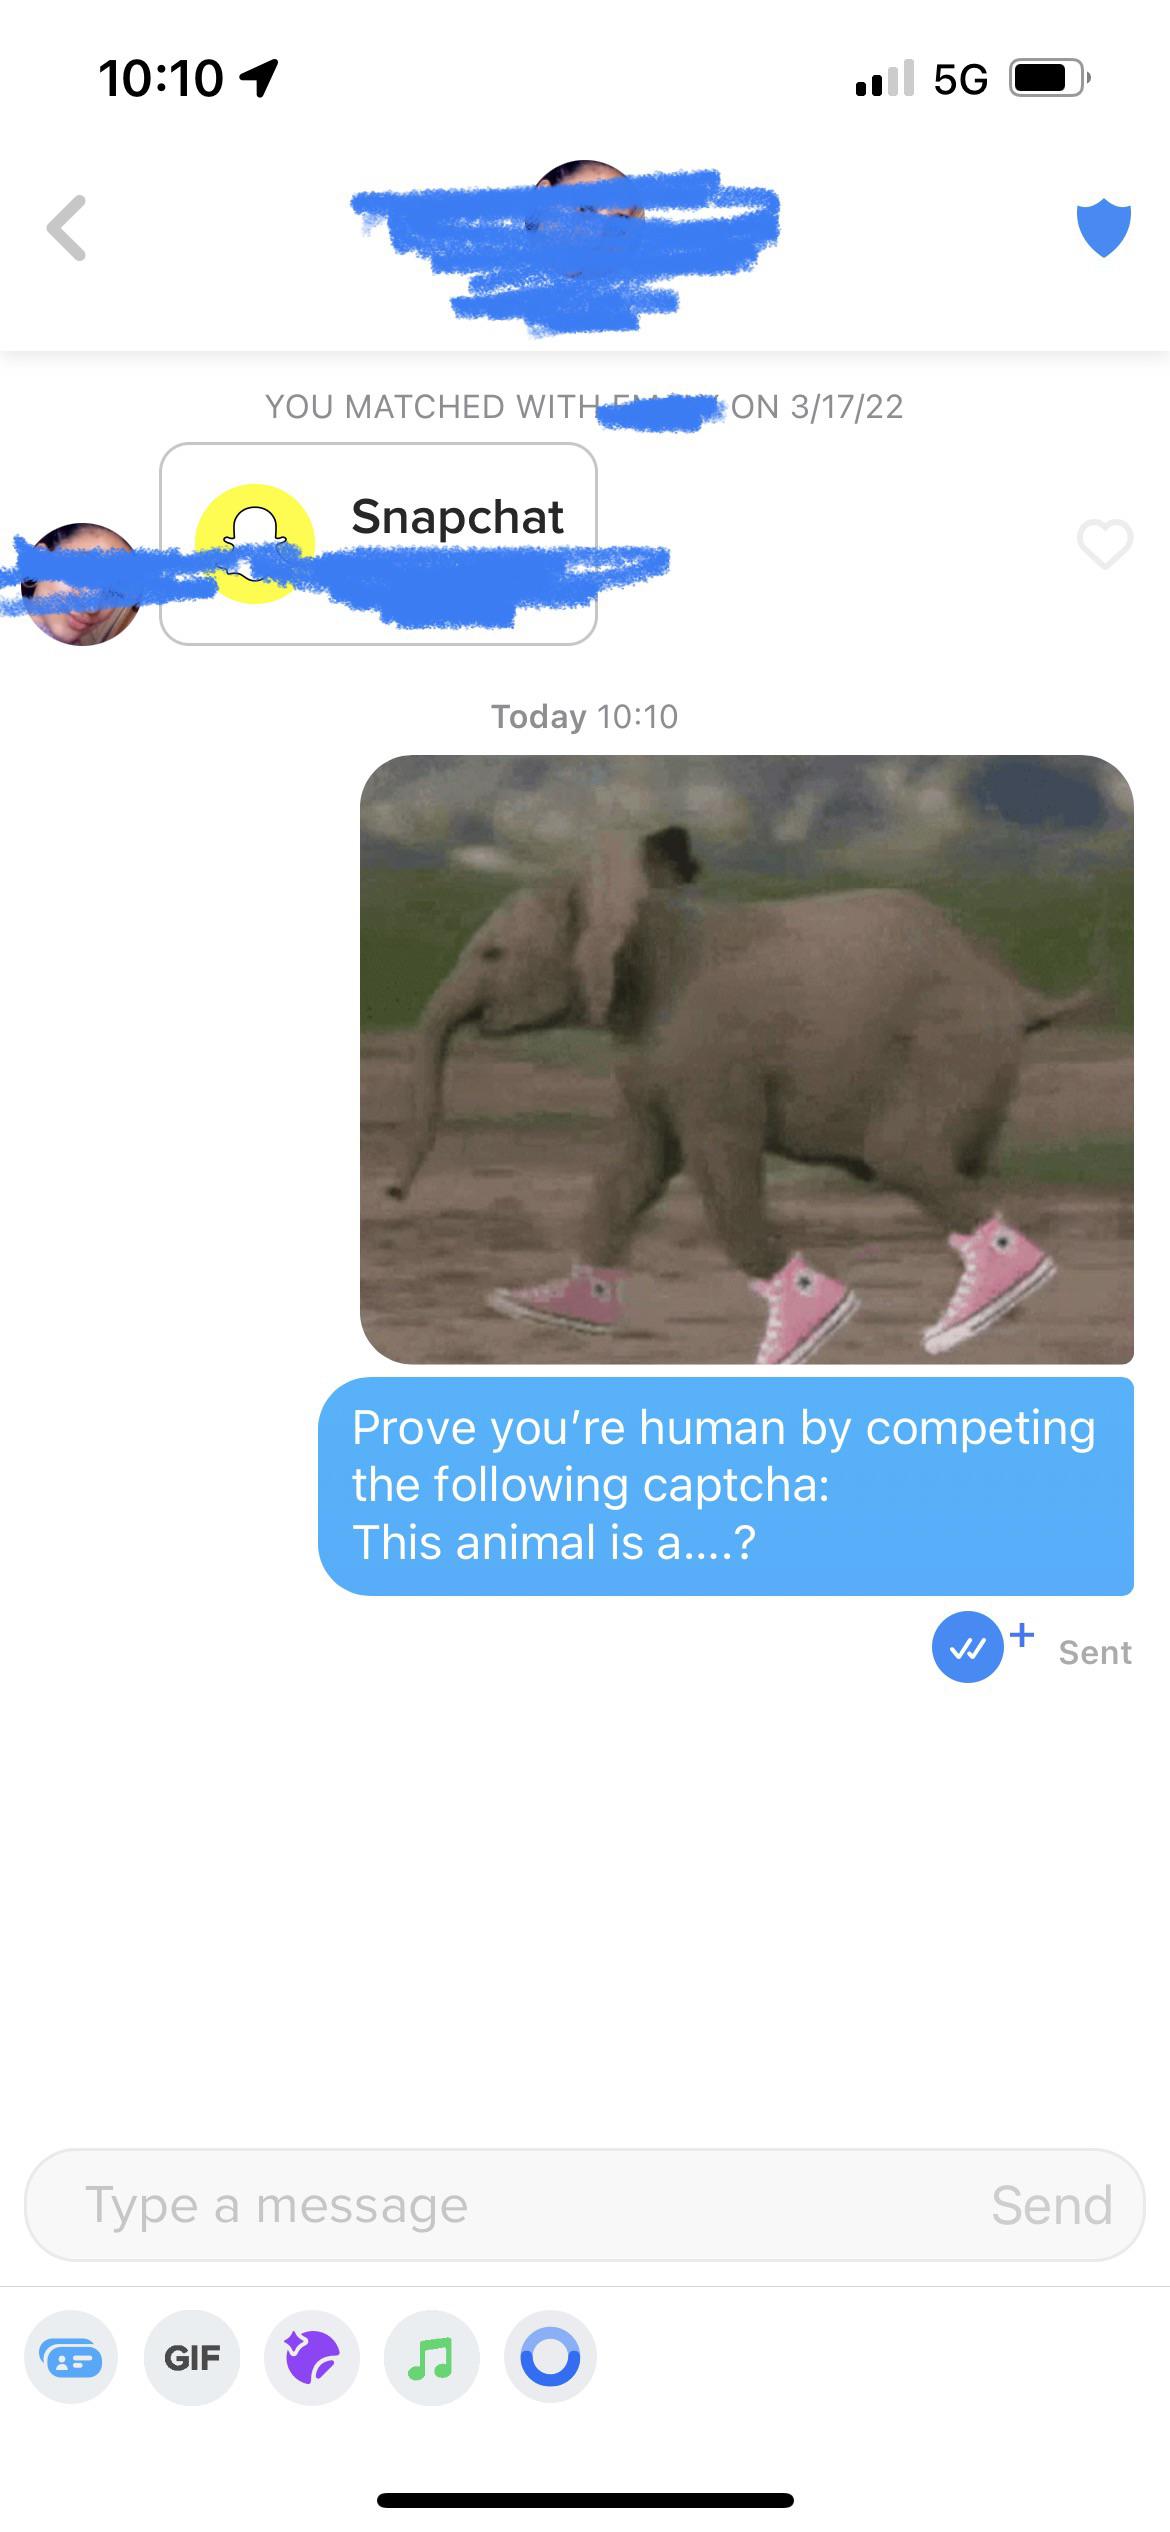 10:10
5G
YOU MATCHED WITH ON 3/17/22
Snapchat
Today 10:10
Prove you’re human by competing
the following captcha:
This animal is a....?
Sent
Type a message
Send
GIF